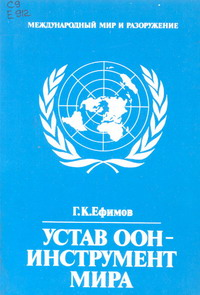 МЕЖДУНАРОДНЫЙ МИР И РАЗОРУЖЕНИЕ
Г.К.Ефимов
УСТАВ ООН-
ИНСТРУМЕНТ
МИРА